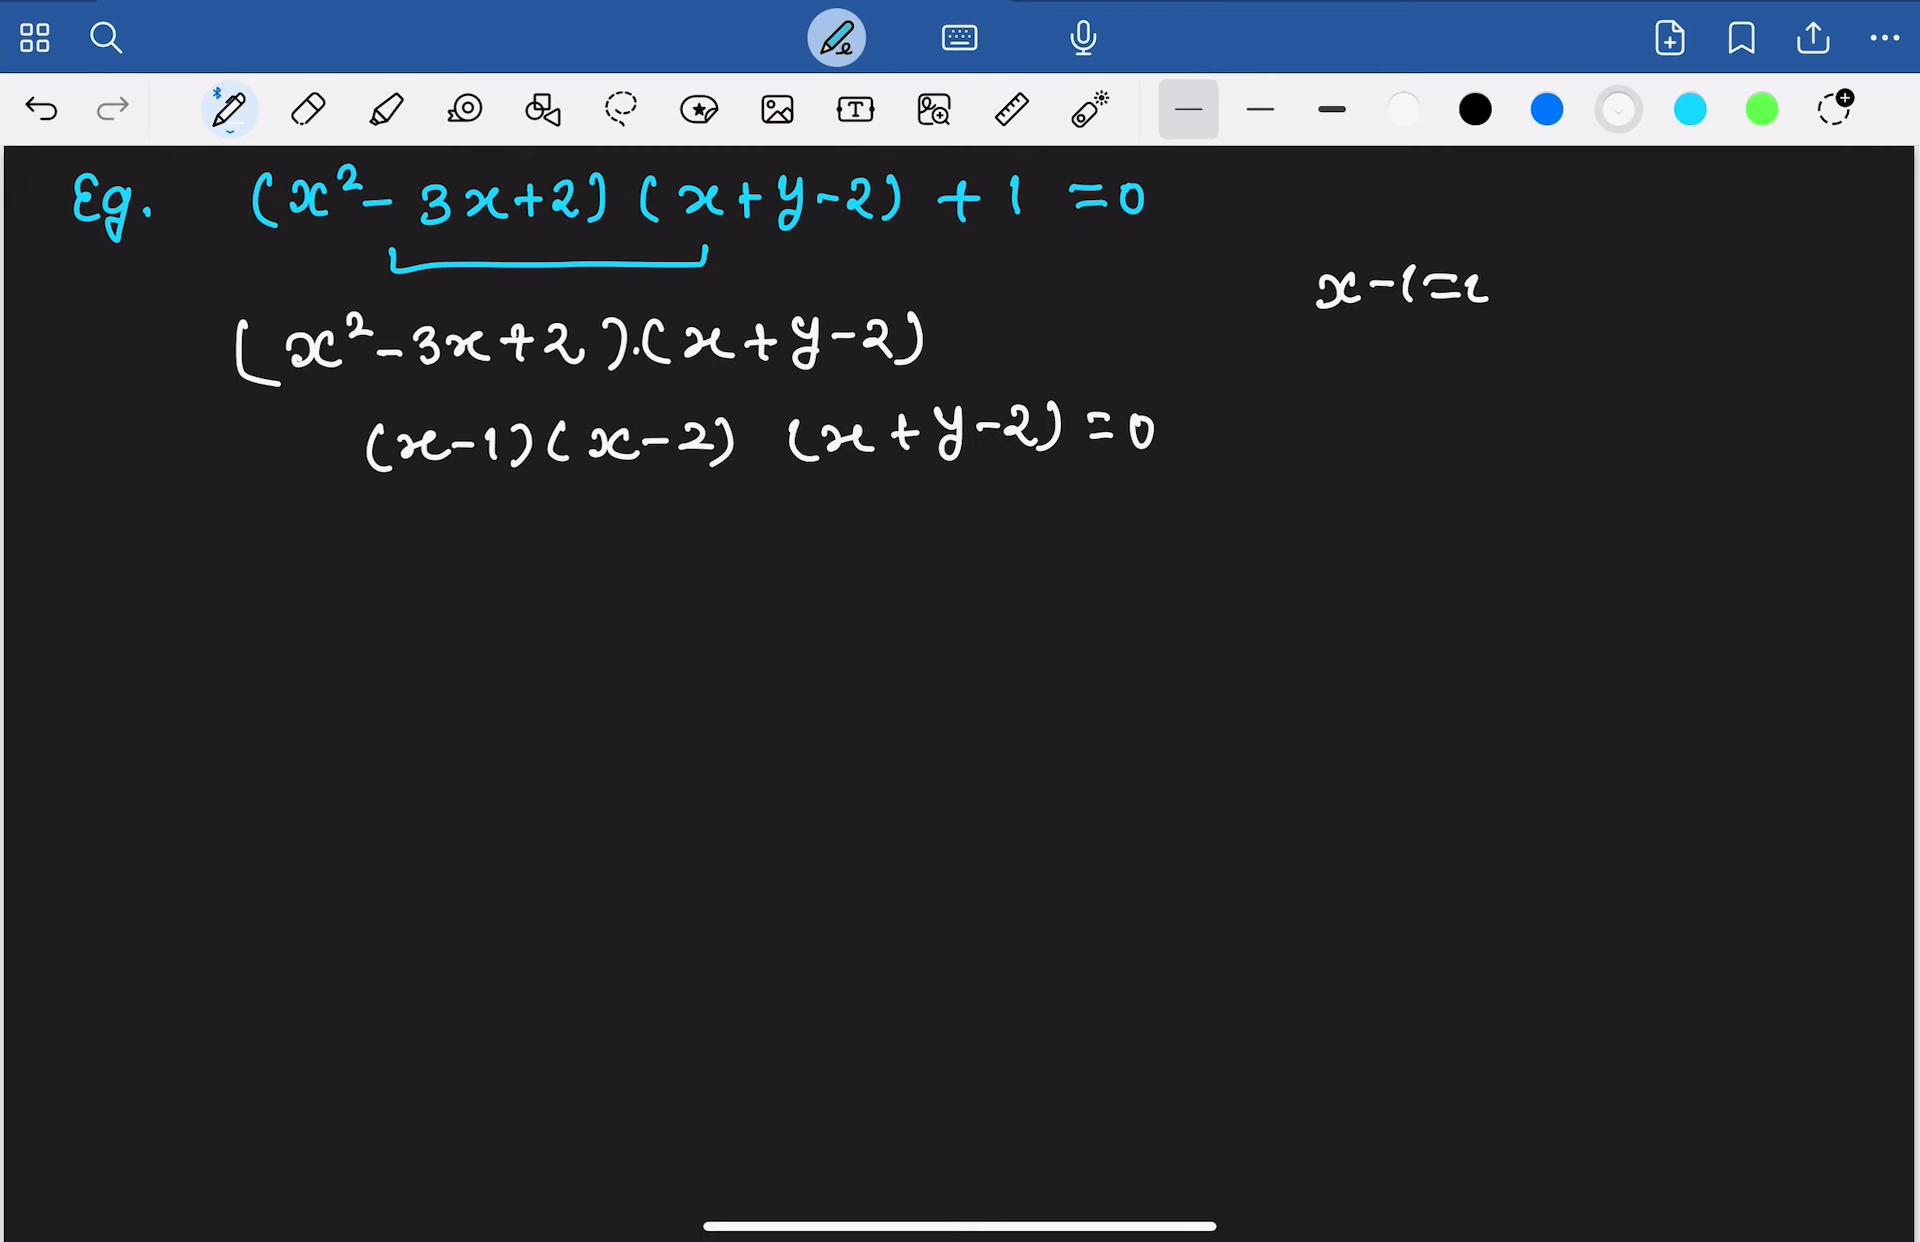 Eg. (x² - 3x+2) (x+y-2) + 1 = 0
x-1=
(x²-3x+2).(x+y-2)
(x-1)(x-2) (x+y-2)=0